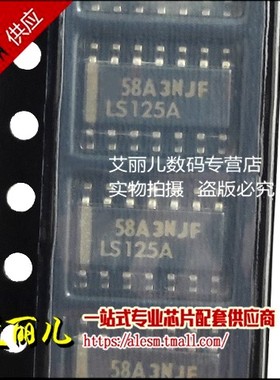 供应
58A3NJF
LS125A
艾丽儿数码专营店
实物拍摄 盗版必究
58A3NJF
LS125A
丽儿
一站式专业芯片配套供应商
https://alesm.tmall.com/